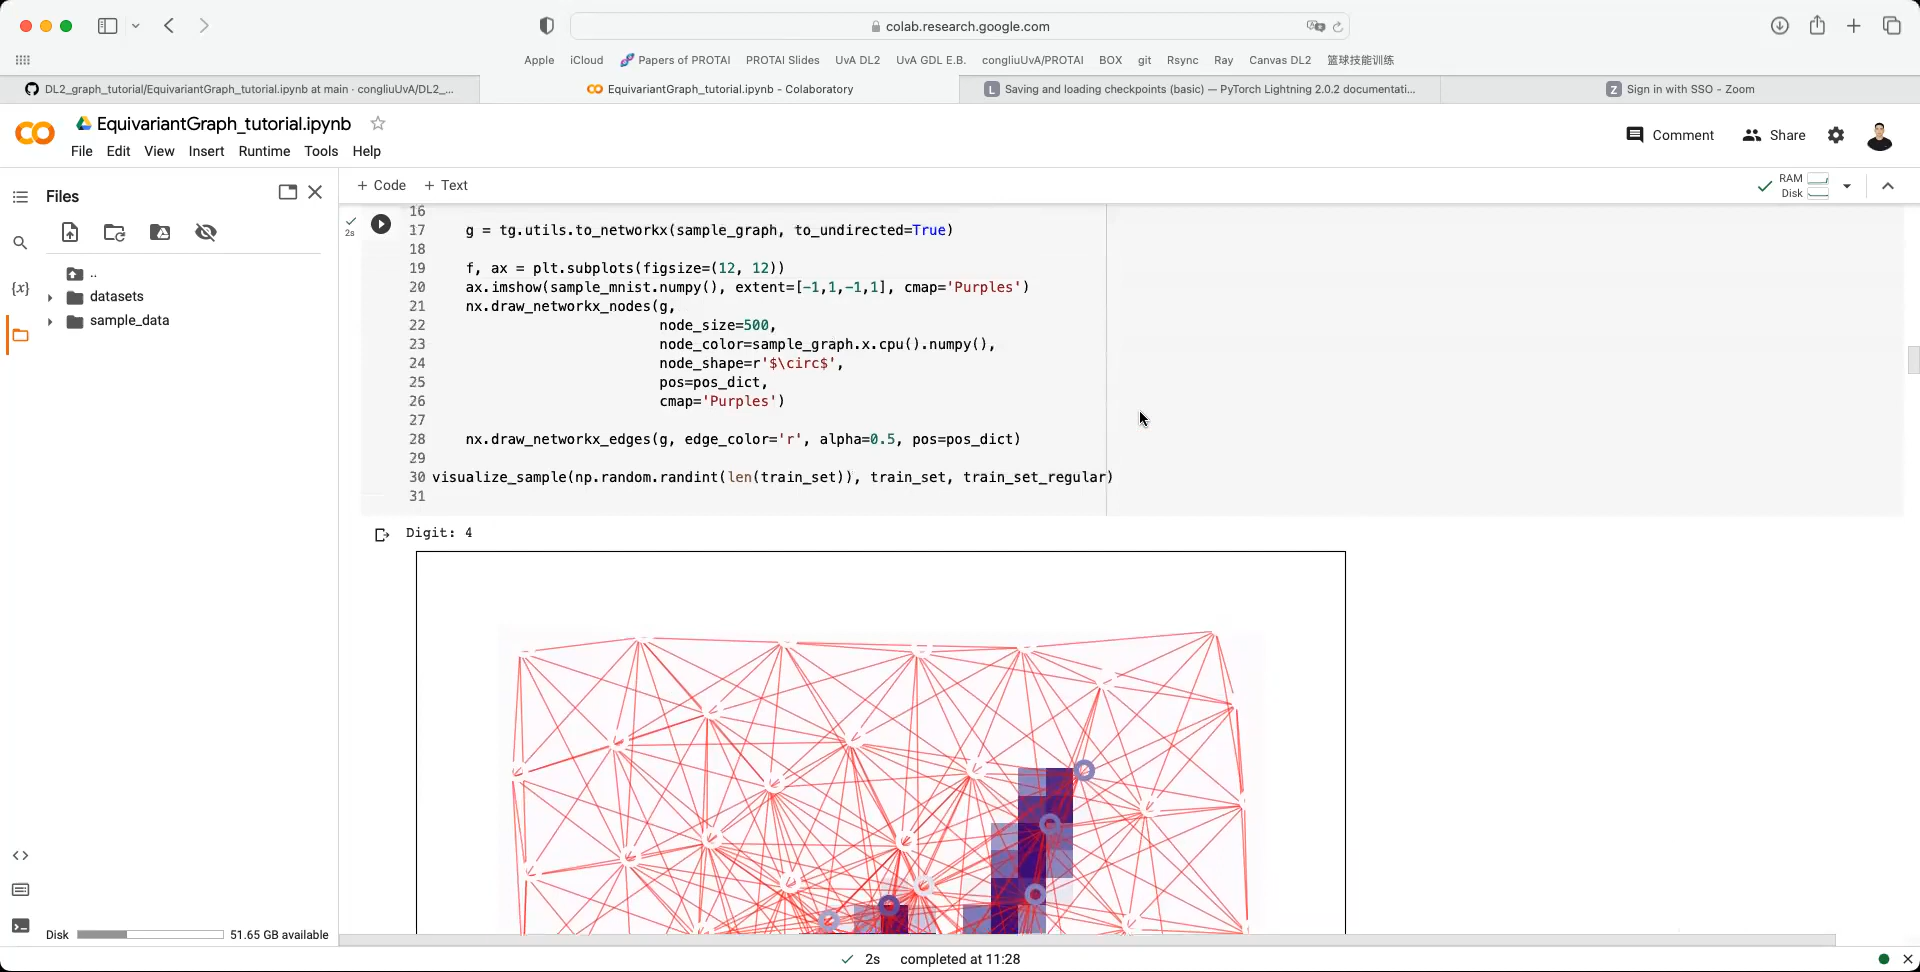 colab.research.google.com
Apple iCloud Papers of PROTAI PROTAI Slides UvA DL2 UvA GDL E.B. congliuUvA/PROTAI BOX git Rsync Ray Canvas DL2 篮球技能训练
DL2_graph_tutorial/EquivariantGraph_tutorial.ipynb at main · congliuUvA/DL2_...
EquivariantGraph_tutorial.ipynb - Colaboratory
L Saving and loading checkpoints (basic) — PyTorch Lightning 2.0.2 documentati...
Z Sign in with SSO - Zoom
EquivariantGraph_tutorial.ipynb
Comment Share
File Edit View Insert Runtime Tools Help
Files
+ Code + Text
RAM
Disk
..
datasets
sample_data
{x}
2s
16
17 g = tg.utils.to_networkx(sample_graph, to_undirected=True)
18
19 f, ax = plt.subplots(figsize=(12, 12))
20 ax.imshow(sample_mnist.numpy(), extent=[-1,1,-1,1], cmap='Purples')
21 nx.draw_networkx_nodes(g,
22 node_size=500,
23 node_color=sample_graph.x.cpu().numpy(),
24 node_shape=r'$\circ$',
25 pos=pos_dict,
26 cmap='Purples')
27
28 nx.draw_networkx_edges(g, edge_color='r', alpha=0.5, pos=pos_dict)
29
30 visualize_sample(np.random.randint(len(train_set)), train_set, train_set_regular)
31
Digit: 4
Disk 51.65 GB available
2s completed at 11:28